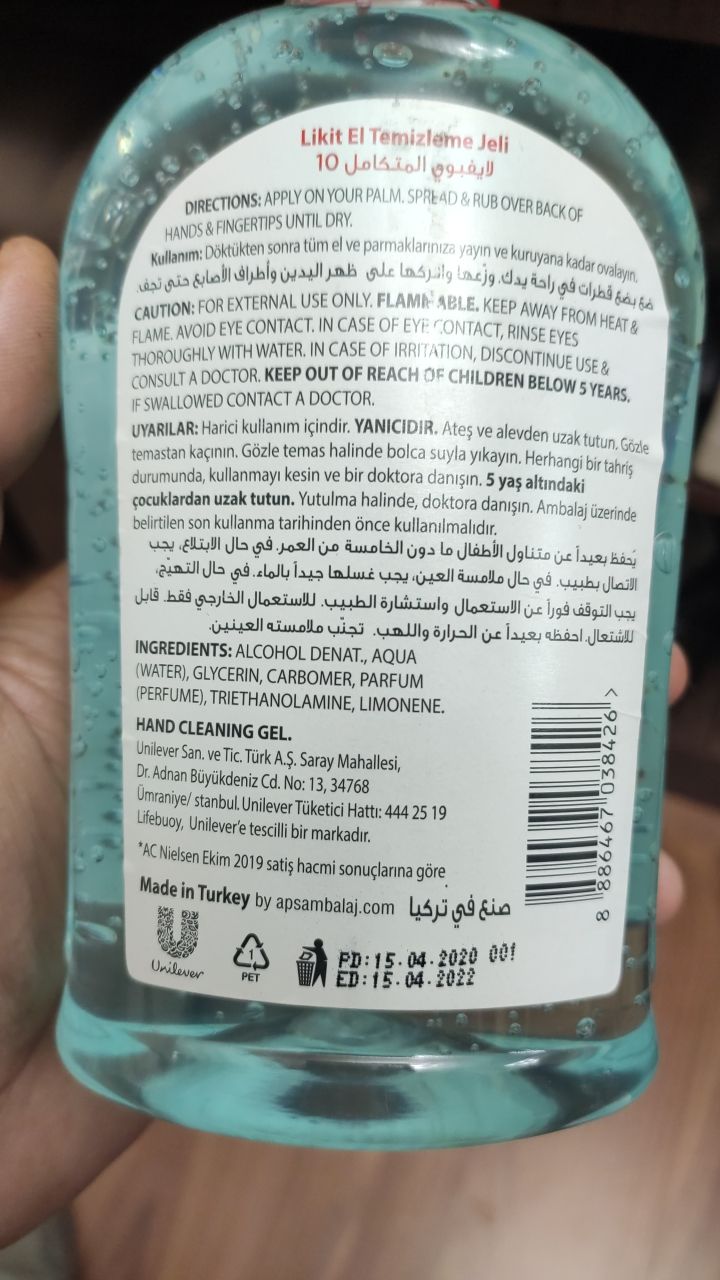 Likit El Temizleme Jeli
لايفبوي المتكامل 10
DIRECTIONS: APPLY ON YOUR PALM. SPREAD & RUB OVER BACK OF
HANDS & FINGERTIPS UNTIL DRY.
Kullanım: Döktükten sonra tüm el ve parmaklarınıza yayın ve kuruyana kadar ovalayın.
ضع بضع قطرات في راحة يدك. وزعها واتركها على ظهر اليدين وأطراف الأصابع حتى تجف.
CAUTION: FOR EXTERNAL USE ONLY. FLAMMABLE. KEEP AWAY FROM HEAT &
FLAME. AVOID EYE CONTACT. IN CASE OF EYE CONTACT, RINSE EYES
THOROUGHLY WITH WATER. IN CASE OF IRRITATION, DISCONTINUE USE &
CONSULT A DOCTOR. KEEP OUT OF REACH OF CHILDREN BELOW 5 YEARS.
IF SWALLOWED CONTACT A DOCTOR.
UYARILAR: Harici kullanım içindir. YANICIDIR. Ateş ve alevden uzak tutun. Gözle
temastan kaçının. Gözle temas halinde bolca suyla yıkayın. Herhangi bir tahriş
durumunda, kullanmayı kesin ve bir doktora danışın. 5 yaş altındaki
çocuklardan uzak tutun. Yutulma halinde, doktora danışın. Ambalaj üzerinde
belirtilen son kullanma tarihinden önce kullanılmalıdır.
يُحفظ بعيداً عن متناول الأطفال ما دون الخامسة من العمر. في حال الابتلاع، يجب
الاتصال بطبيب. في حال ملامسة العين، يجب غسلها جيداً بالماء. في حال التهيّج،
يجب التوقف فوراً عن الاستعمال واستشارة الطبيب. للاستعمال الخارجي فقط. قابل
للاشتعال. احفظه بعيداً عن الحرارة واللهب. تجنّب ملامسته العينين.
INGREDIENTS: ALCOHOL DENAT., AQUA
(WATER), GLYCERIN, CARBOMER, PARFUM
(PERFUME), TRIETHANOLAMINE, LIMONENE.
HAND CLEANING GEL.
Unilever San. ve Tic. Türk A.Ş. Saray Mahallesi,
Dr. Adnan Büyükdeniz Cd. No: 13, 34768
Ümraniye/ stanbul. Unilever Tüketici Hattı: 444 25 19
Lifebuoy, Unilever'e tescilli bir markadır.
*AC Nielsen Ekim 2019 satiş hacmi sonuçlarına göre
Made in Turkey by apsambalaj.com صنع في تركيا
Unilever
1
PET
PD:15.04.2020 001
ED:15.04.2022
8 886467 038426 >